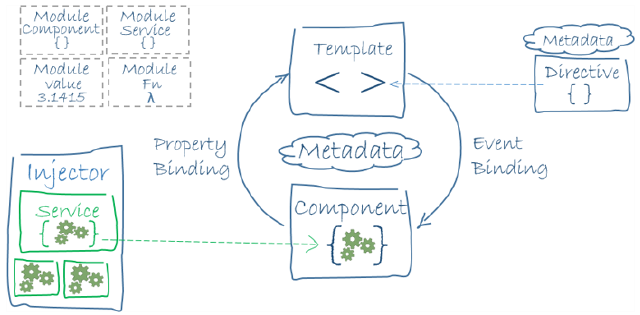 Module
Component
{ }
Module
Service
{ }
Module
value
3.1415
Module
Fn
λ
Template
< >
Metadata
Directive
{ }
Property
Binding
Metadata
Event
Binding
Injector
Service
{ }
Component
{ }